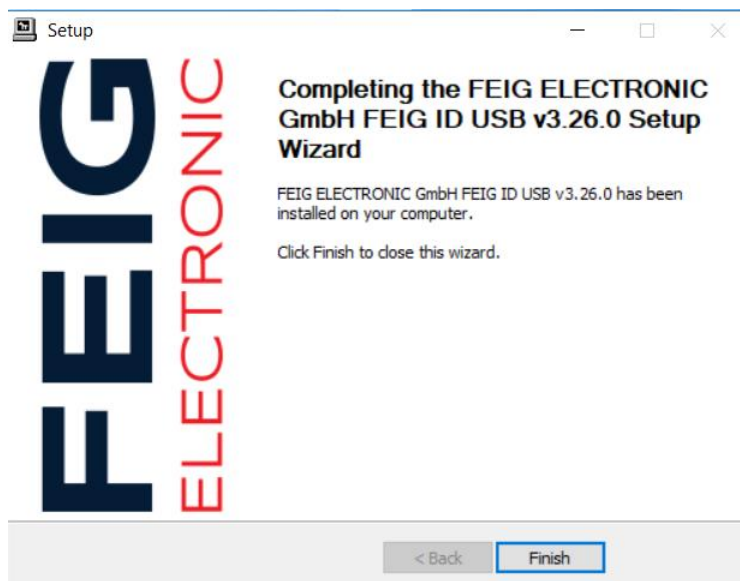 Setup
FEIG
ELECTRONIC
Completing the FEIG ELECTRONIC
GmbH FEIG ID USB v3.26.0 Setup
Wizard
FEIG ELECTRONIC GmbH FEIG ID USB v3.26.0 has been
installed on your computer.
Click Finish to close this wizard.
< Back
Finish